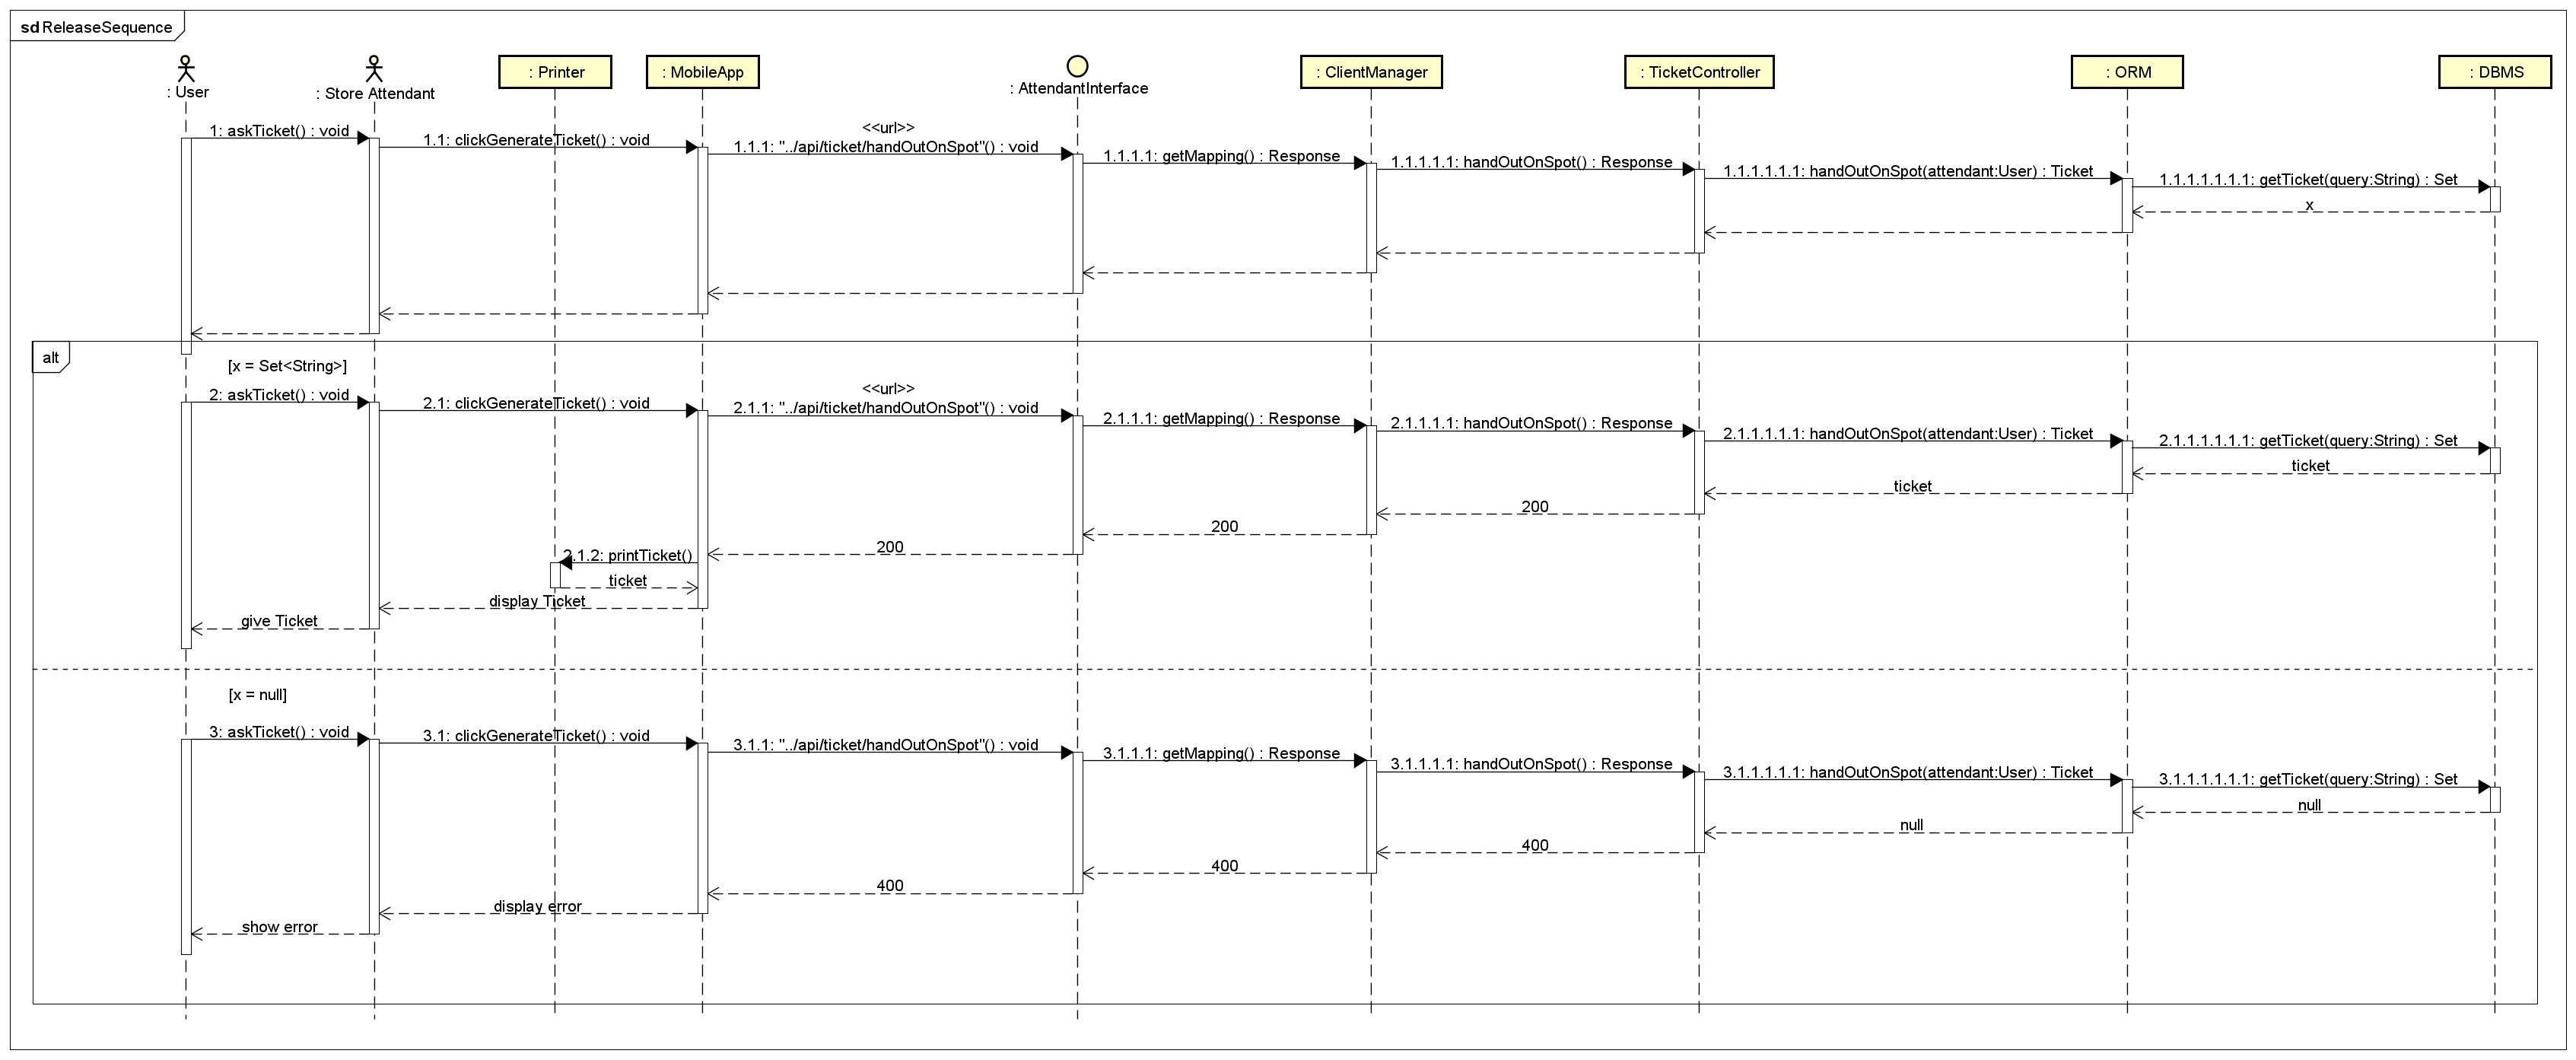 sd ReleaseSequence
: User
: Store Attendant
: Printer
: MobileApp
: AttendantInterface
: ClientManager
: TicketController
: ORM
: DBMS
1: askTicket() : void
1.1: clickGenerateTicket() : void
<<url>>
1.1.1: "../api/ticket/handOutOnSpot"() : void
1.1.1.1: getMapping() : Response
1.1.1.1.1: handOutOnSpot() : Response
1.1.1.1.1.1: handOutOnSpot(attendant:User) : Ticket
1.1.1.1.1.1.1: getTicket(query:String) : Set
x
alt
[x = Set<String>]
2: askTicket() : void
2.1: clickGenerateTicket() : void
<<url>>
2.1.1: "../api/ticket/handOutOnSpot"() : void
2.1.1.1: getMapping() : Response
2.1.1.1.1: handOutOnSpot() : Response
2.1.1.1.1.1: handOutOnSpot(attendant:User) : Ticket
2.1.1.1.1.1.1: getTicket(query:String) : Set
ticket
ticket
200
200
200
2.1.2: printTicket()
ticket
display Ticket
give Ticket
[x = null]
3: askTicket() : void
3.1: clickGenerateTicket() : void
3.1.1: "../api/ticket/handOutOnSpot"() : void
3.1.1.1: getMapping() : Response
3.1.1.1.1: handOutOnSpot() : Response
3.1.1.1.1.1: handOutOnSpot(attendant:User) : Ticket
3.1.1.1.1.1.1: getTicket(query:String) : Set
null
null
400
400
400
display error
show error